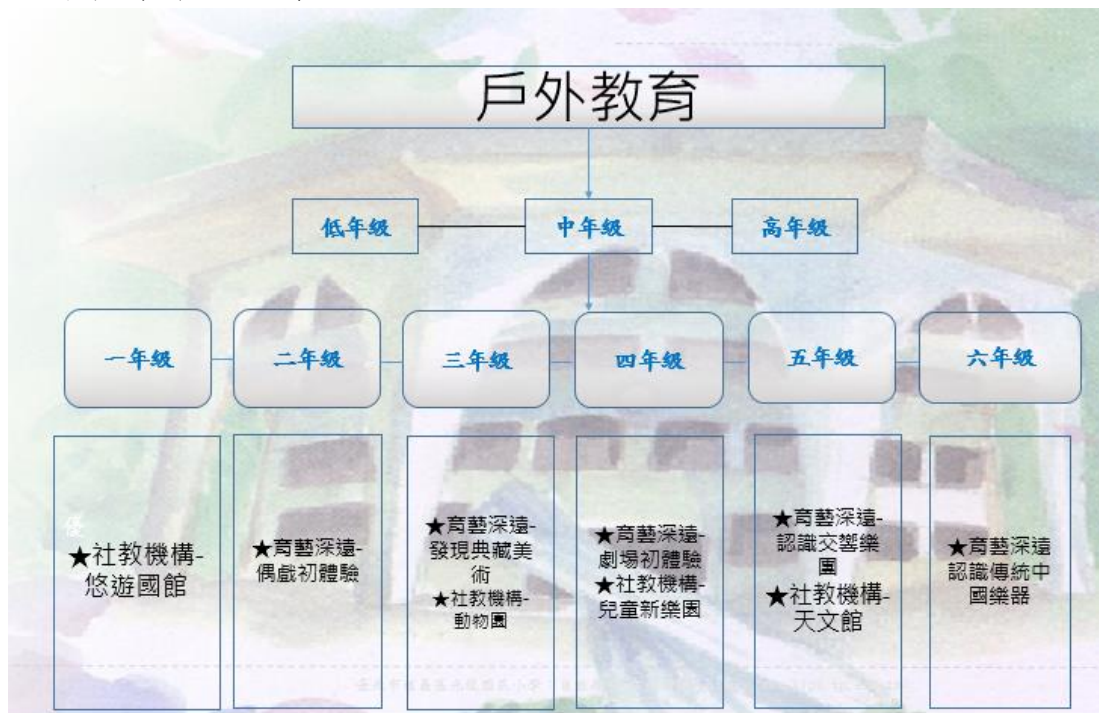 戶外教育
低年級
中年級
高年級
一年級
二年級
三年級
四年級
五年級
六年級
優
★社教機構-
悠遊國館
★育藝深遠-
偶戲初體驗
★育藝深遠-
發現典藏美
術
★社教機構-
動物園
★育藝深遠-
劇場初體驗
★社教機構-
兒童新樂園
★育藝深遠-
認識交響樂
團
★社教機構-
天文館
★育藝深遠
認識傳統中
國樂器